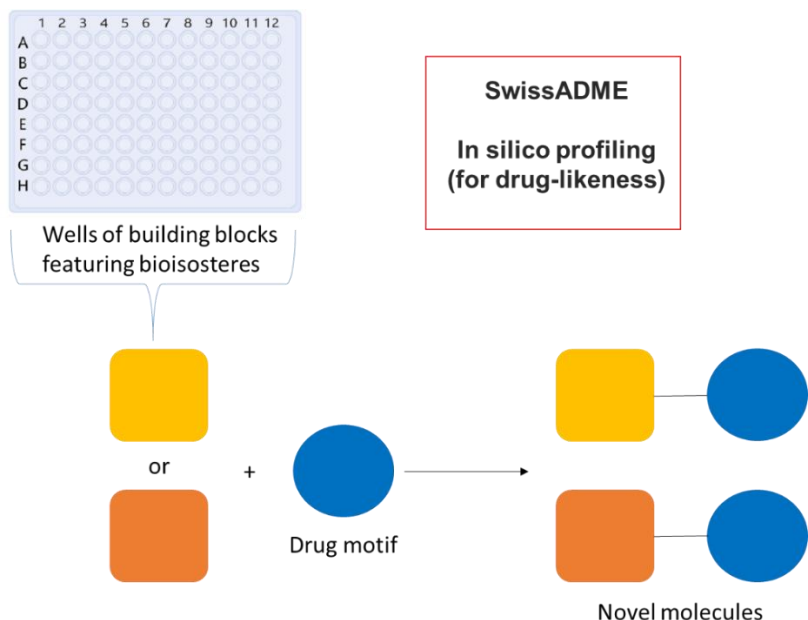 1 2 3 4 5 6 7 8 9 10 11 12
A
B
C
D
E
F
G
H
Wells of building blocks
featuring bioisosteres
SwissADME
In silico profiling
(for drug-likeness)
or
+
Drug motif
Novel molecules